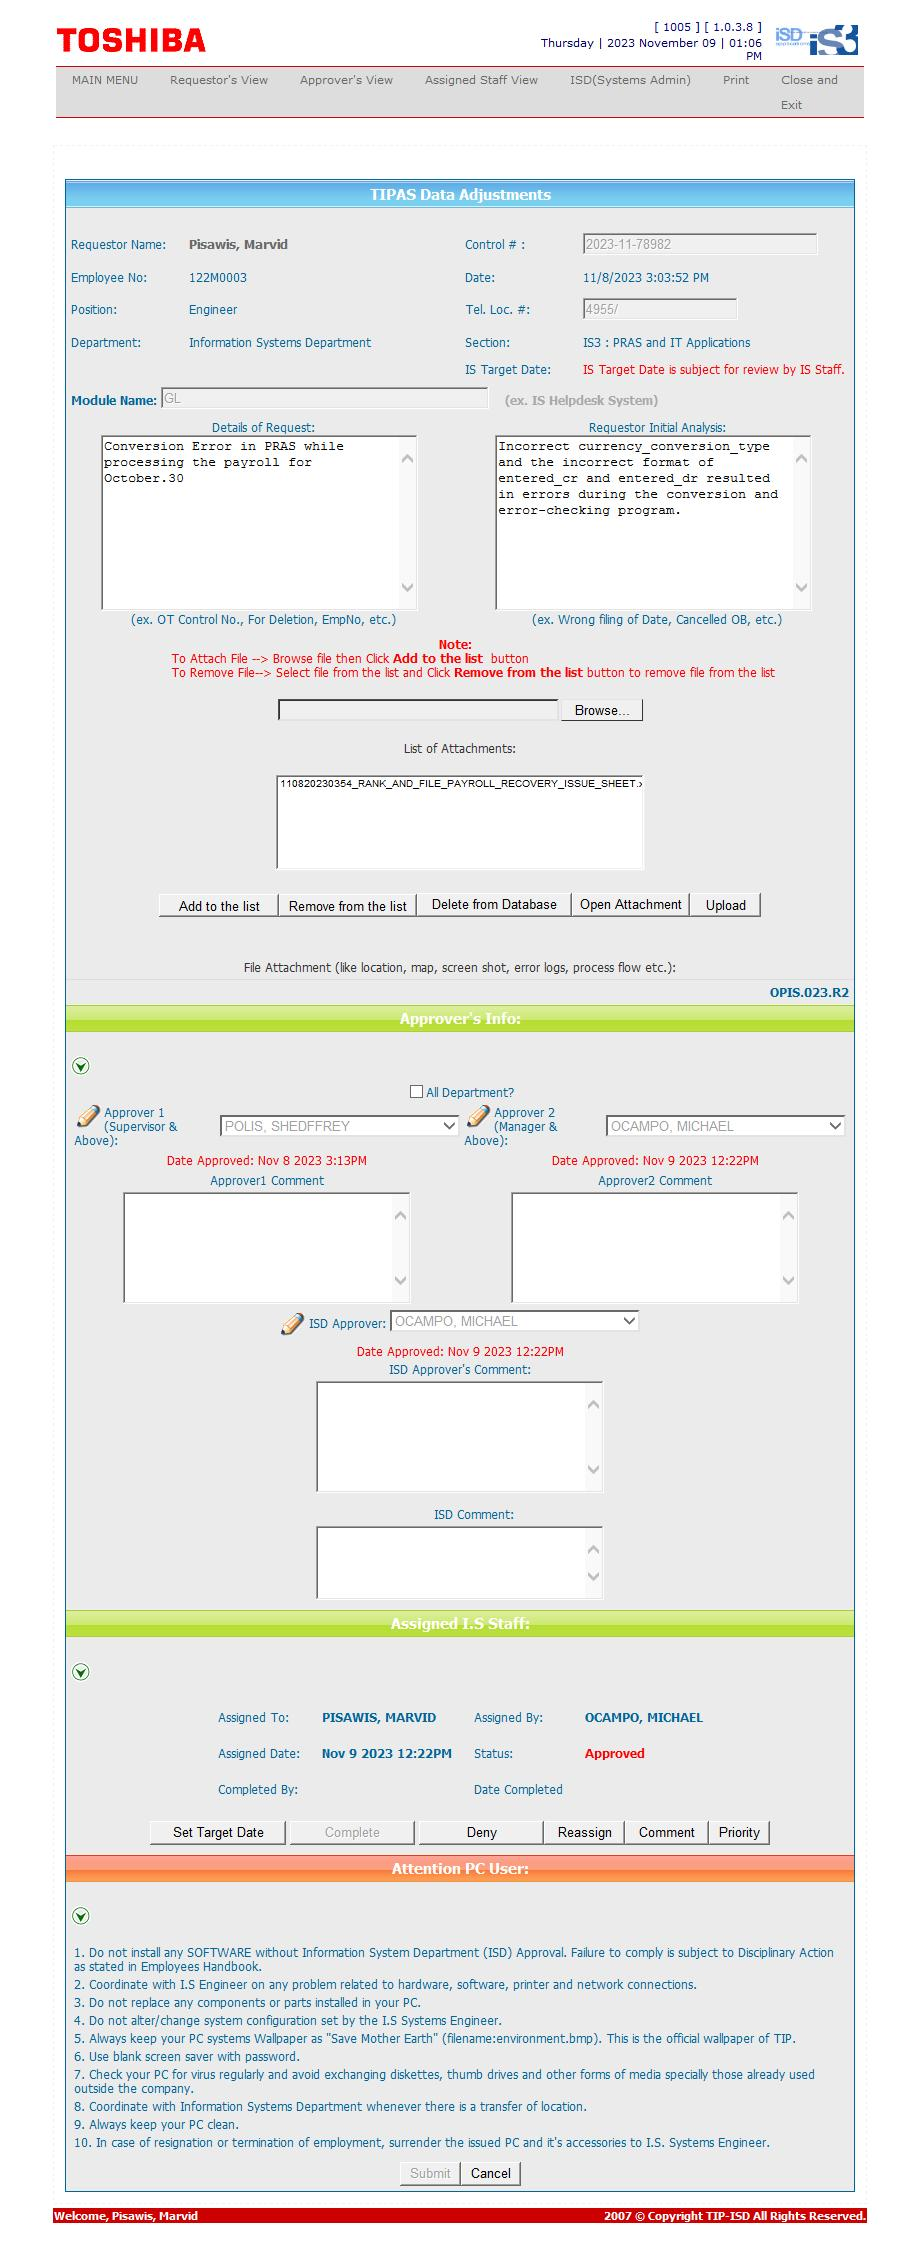 TOSHIBA
[ 1005 ] [ 1.0.3.8 ]
Thursday | 2023 November 09 | 01:06
PM
ISD
iS3
MAIN MENU Requestor's View Approver's View Assigned Staff View ISD(Systems Admin) Print Close and
Exit
TIPAS Data Adjustments
Requestor Name: Pisawis, Marvid Control # : 2023-11-78982
Employee No: 122M0003 Date: 11/8/2023 3:03:52 PM
Position: Engineer Tel. Loc. #: 4955/
Department: Information Systems Department Section: IS3 : PRAS and IT Applications
IS Target Date: IS Target Date is subject for review by IS Staff.
Module Name: GL (ex. IS Helpdesk System)
Details of Request:
Conversion Error in PRAS while
processing the payroll for
October.30
(ex. OT Control No., For Deletion, EmpNo, etc.)
Requestor Initial Analysis:
Incorrect currency_conversion_type
and the incorrect format of
entered_cr and entered_dr resulted
in errors during the conversion and
error-checking program.
(ex. Wrong filing of Date, Cancelled OB, etc.)
Note:
To Attach File --> Browse file then Click Add to the list button
To Remove File--> Select file from the list and Click Remove from the list button to remove file from the list
Browse...
List of Attachments:
110820230354_RANK_AND_FILE_PAYROLL_RECOVERY_ISSUE_SHEET.x
Add to the list Remove from the list Delete from Database Open Attachment Upload
File Attachment (like location, map, screen shot, error logs, process flow etc.):
OPIS.023.R2
Approver's Info:
All Department?
Approver 1
(Supervisor &
Above):
POLIS, SHEDFFREY
Approver 2
(Manager &
Above):
OCAMPO, MICHAEL
Date Approved: Nov 8 2023 3:13PM Date Approved: Nov 9 2023 12:22PM
Approver1 Comment Approver2 Comment
ISD Approver: OCAMPO, MICHAEL
Date Approved: Nov 9 2023 12:22PM
ISD Approver's Comment:
ISD Comment:
Assigned I.S Staff:
Assigned To: PISAWIS, MARVID Assigned By: OCAMPO, MICHAEL
Assigned Date: Nov 9 2023 12:22PM Status: Approved
Completed By: Date Completed
Set Target Date Complete Deny Reassign Comment Priority
Attention PC User:
1. Do not install any SOFTWARE without Information System Department (ISD) Approval. Failure to comply is subject to Disciplinary Action
as stated in Employees Handbook.
2. Coordinate with I.S Engineer on any problem related to hardware, software, printer and network connections.
3. Do not replace any components or parts installed in your PC.
4. Do not alter/change system configuration set by the I.S Systems Engineer.
5. Always keep your PC systems Wallpaper as "Save Mother Earth" (filename:environment.bmp). This is the official wallpaper of TIP.
6. Use blank screen saver with password.
7. Check your PC for virus regularly and avoid exchanging diskettes, thumb drives and other forms of media specially those already used
outside the company.
8. Coordinate with Information Systems Department whenever there is a transfer of location.
9. Always keep your PC clean.
10. In case of resignation or termination of employment, surrender the issued PC and it's accessories to I.S. Systems Engineer.
Submit Cancel
Welcome, Pisawis, Marvid 2007 © Copyright TIP-ISD All Rights Reserved.